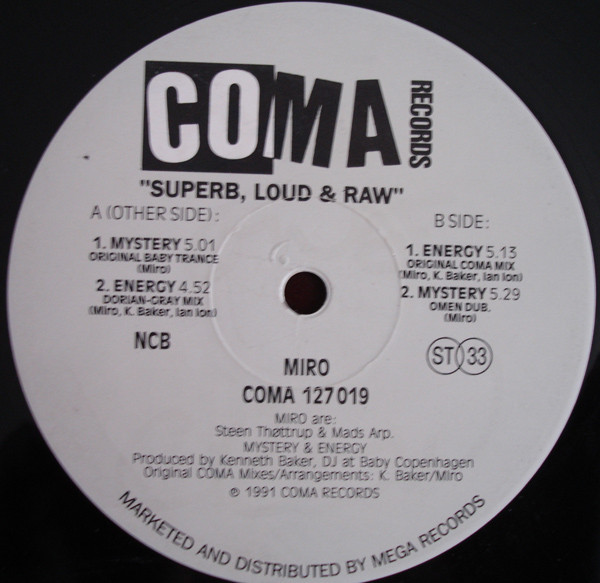 COMA RECORDS
"SUPERB, LOUD & RAW"
A (OTHER SIDE):
1. MYSTERY 5.01
ORIGINAL BABY TRANCE
(Miro)
2. ENERGY 4.52
DORIAN-GRAY MIX
(Miro, K. Baker, Ian Ion)
NCB
B SIDE:
1. ENERGY 5.13
ORIGINAL COMA MIX
(Miro, K. Baker, Ian Ion)
2. MYSTERY 5.29
OMEN DUB.
(Miro)
ST 33
MIRO
COMA 127019
MIRO are:
Steen Thøttrup & Mads Arp.
MYSTERY & ENERGY
Produced by Kenneth Baker, DJ at Baby Copenhagen
Original COMA Mixes/Arrangements: K. Baker/Miro
℗ 1991 COMA RECORDS
MARKETED AND DISTRIBUTED BY MEGA RECORDS